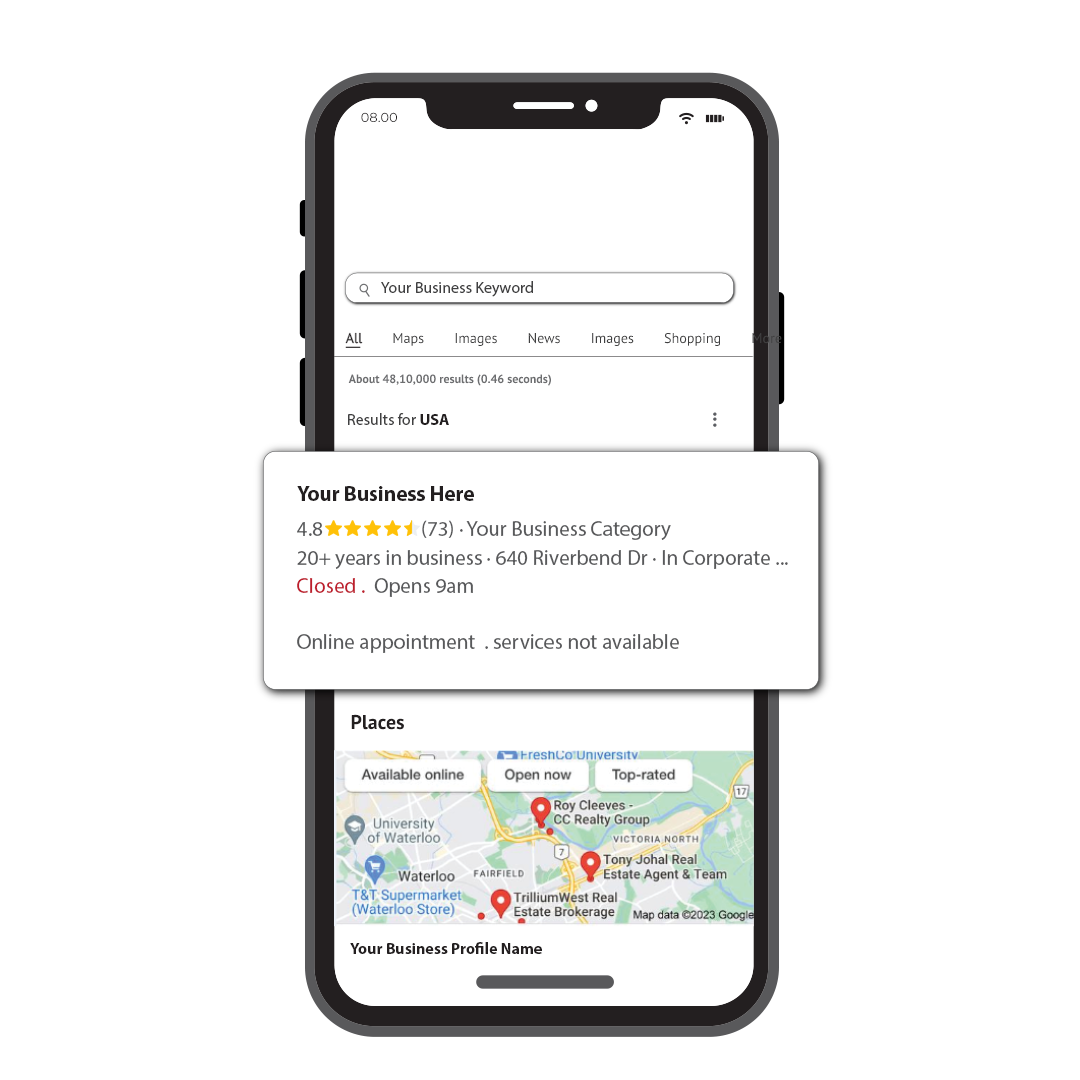 08.00
Your Business Keyword
All Maps Images News Images Shopping More
About 48,10,000 results (0.46 seconds)
Results for USA
Your Business Here
4.8 (73) · Your Business Category
20+ years in business · 640 Riverbend Dr · In Corporate ...
Closed . Opens 9am
Online appointment . services not available
Places
FreshCo University
Available online Open now Top-rated
17
Roy Cleeves -
CC Realty Group
University
of Waterloo
VICTORIA NORTH
7
Tony Johal Real
Estate Agent & Team
Waterloo
FAIRFIELD
T&T Supermarket
(Waterloo Store)
TrilliumWest Real
Estate Brokerage
Map data ©2023 Google
Your Business Profile Name